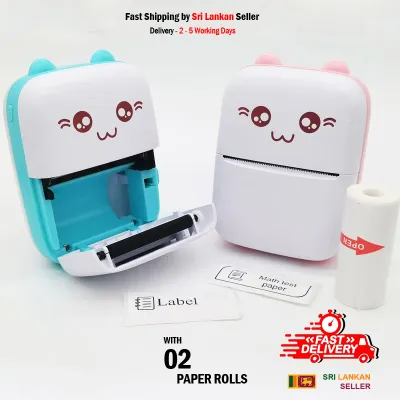 Fast Shipping by Sri Lankan Seller
Delivery - 2 - 5 Working Days
OPEN
Math test
paper
Label
WITH
02
PAPER ROLLS
FAST
DELIVERY
SRI LANKAN
SELLER